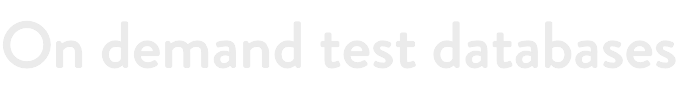 On demand test databases